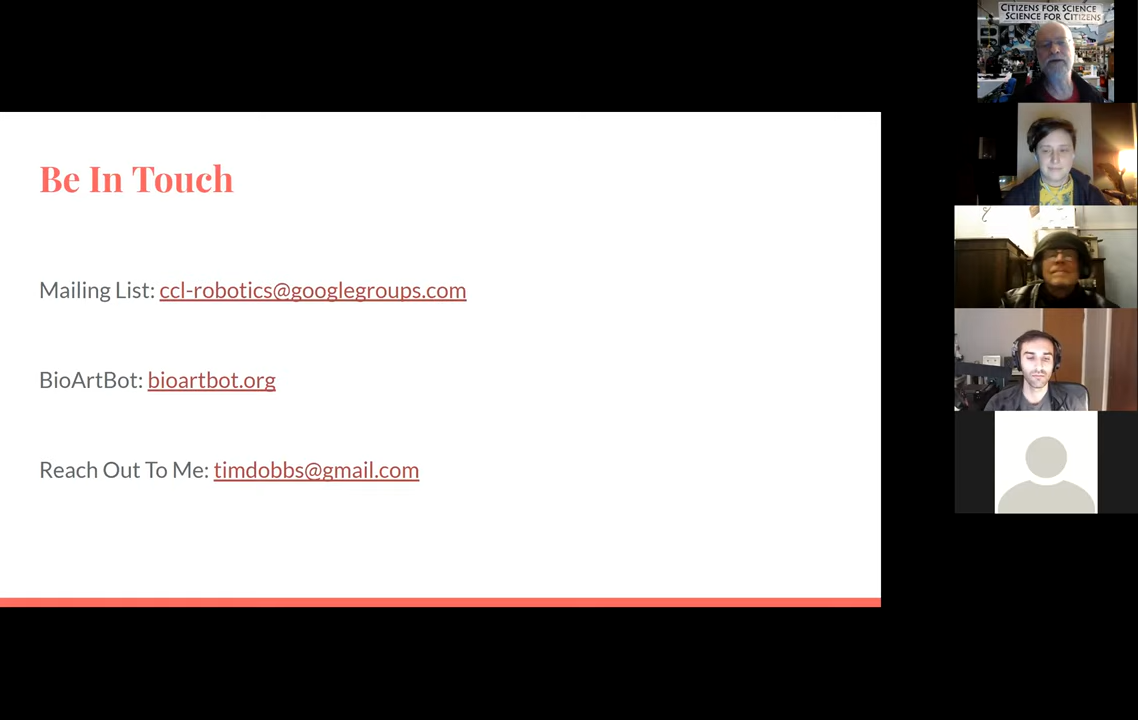 CITIZENS FOR SCIENCE
SCIENCE FOR CITIZENS
Be In Touch
Mailing List: ccl-robotics@googlegroups.com
BioArtBot: bioartbot.org
Reach Out To Me: timdobbs@gmail.com